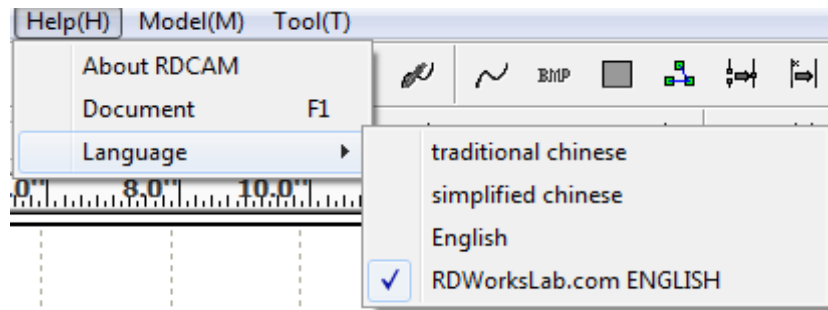 Help(H) Model(M) Tool(T)
About RDCAM
BMP
Document F1
Language
traditional chinese
8.0" 10.0"
simplified chinese
English
RDWorksLab.com ENGLISH